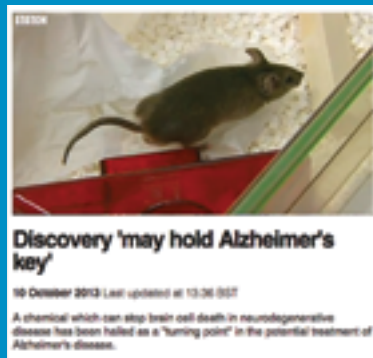 Discovery 'may hold Alzheimer's
key'
10 October 2013 Last updated at 13:36 BST
A chemical which can stop brain cell death in neurodegenerative
disease has been hailed as a "turning point" in the potential treatment of
Alzheimer's disease.